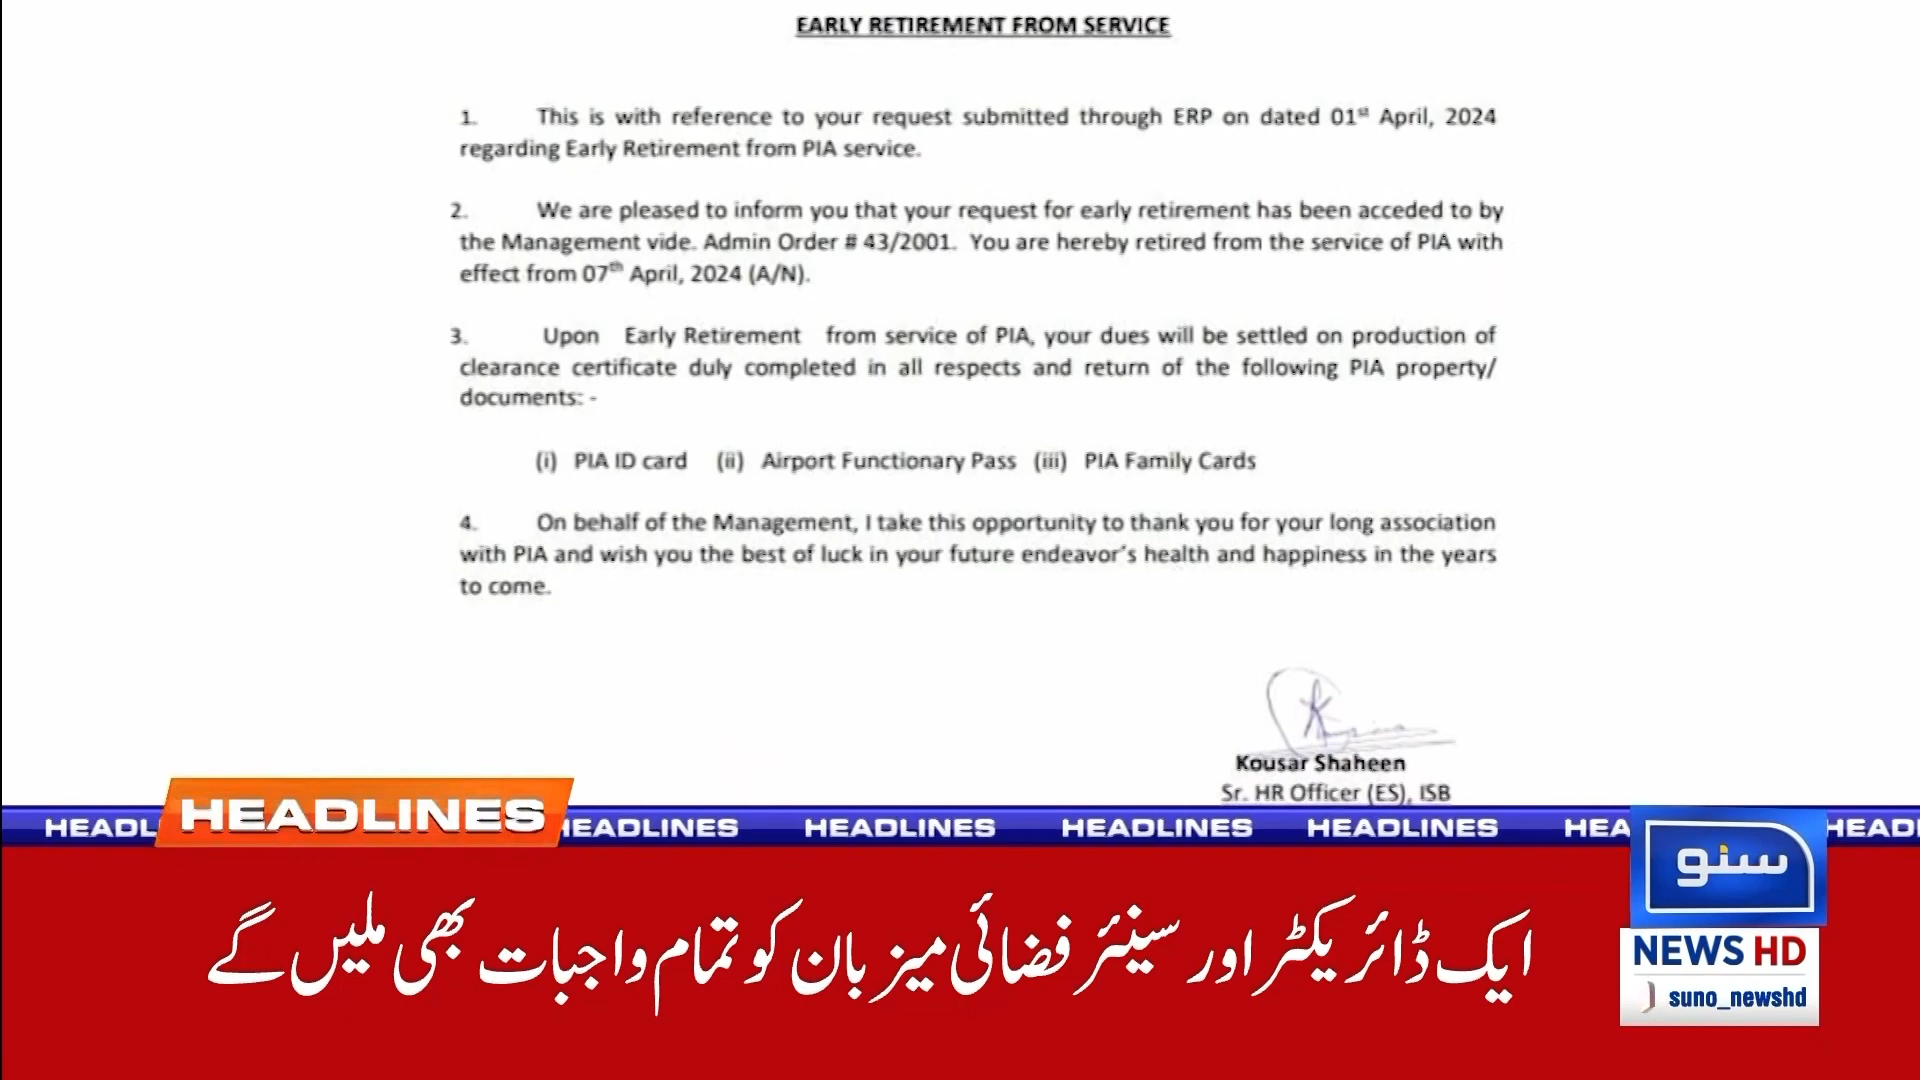 EARLY RETIREMENT FROM SERVICE
1. This is with reference to your request submitted through ERP on dated 01st April, 2024
regarding Early Retirement from PIA service.
2. We are pleased to inform you that your request for early retirement has been acceded to by
the Management vide. Admin Order # 43/2001. You are hereby retired from the service of PIA with
effect from 07th April, 2024 (A/N).
3. Upon Early Retirement from service of PIA, your dues will be settled on production of
clearance certificate duly completed in all respects and return of the following PIA property/
documents: -
(i) PIA ID card (ii) Airport Functionary Pass (iii) PIA Family Cards
4. On behalf of the Management, I take this opportunity to thank you for your long association
with PIA and wish you the best of luck in your future endeavor's health and happiness in the years
to come.
Kousar Shaheen
Sr. HR Officer (ES), ISB
HEADLINES
HEADL HEADLINES HEADLINES HEADLINES HEADLINES HEA HEADL
سنو
ایک ڈائریکٹر اور سینئر فضائی میزبان کو تمام واجبات بھی ملیں گے
NEWS HD
suno_newshd